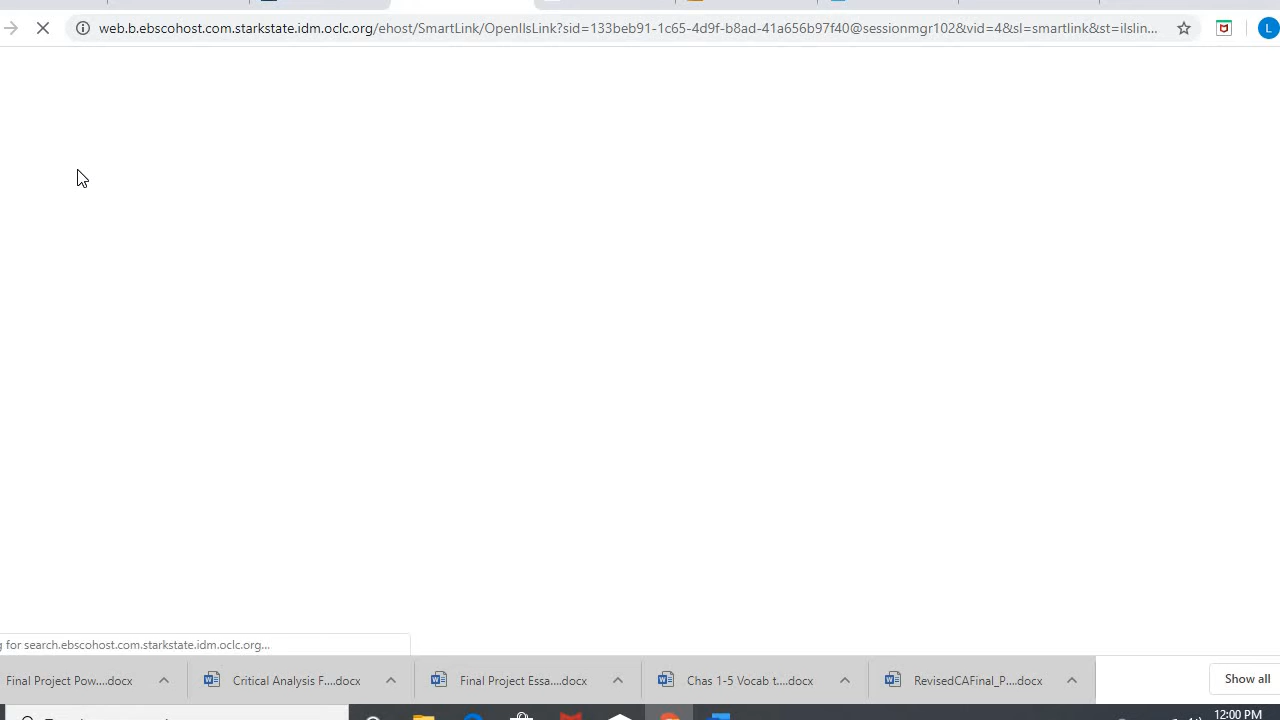 web.b.ebscohost.com.starkstate.idm.oclc.org/ehost/SmartLink/OpenIlsLink?sid=133beb91-1c65-4d9f-b8ad-41a656b97f40@sessionmgr102&vid=4&sl=smartlink&st=ilslin...
L
g for search.ebscohost.com.starkstate.idm.oclc.org...
Final Project Pow....docx
Critical Analysis F....docx
Final Project Essa....docx
Chas 1-5 Vocab t....docx
RevisedCAFinal_P....docx
Show all
12:00 PM